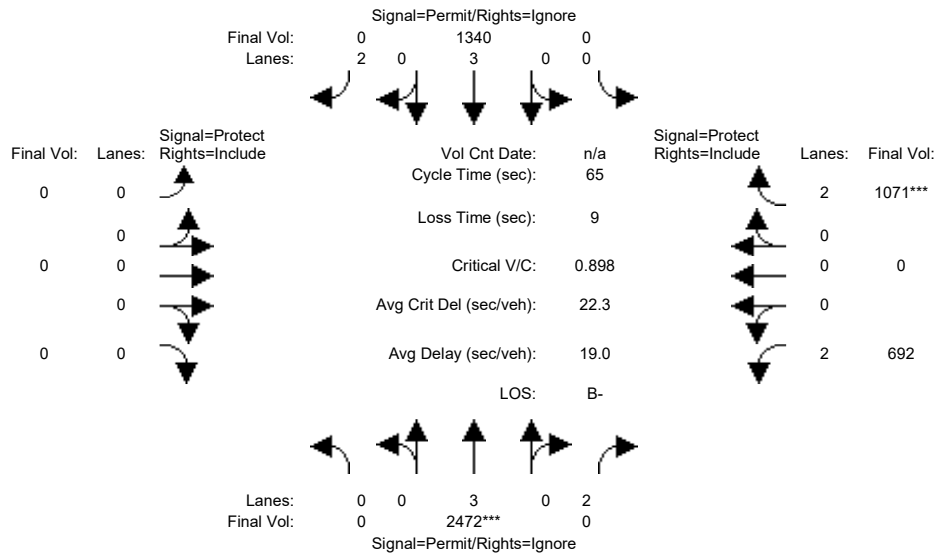 Signal=Permit/Rights=Ignore
Final Vol: 0 1340 0
Lanes: 2 0 3 0 0
Signal=Protect Signal=Protect
Final Vol: Lanes: Rights=Include Vol Cnt Date: n/a Rights=Include Lanes: Final Vol:
Cycle Time (sec): 65
0 0 2 1071***
Loss Time (sec): 9
0 0
0 0 Critical V/C: 0.898 0 0
0 Avg Crit Del (sec/veh): 22.3 0
0 0 Avg Delay (sec/veh): 19.0 2 692
LOS: B-
Lanes: 0 0 3 0 2
Final Vol: 0 2472*** 0
Signal=Permit/Rights=Ignore